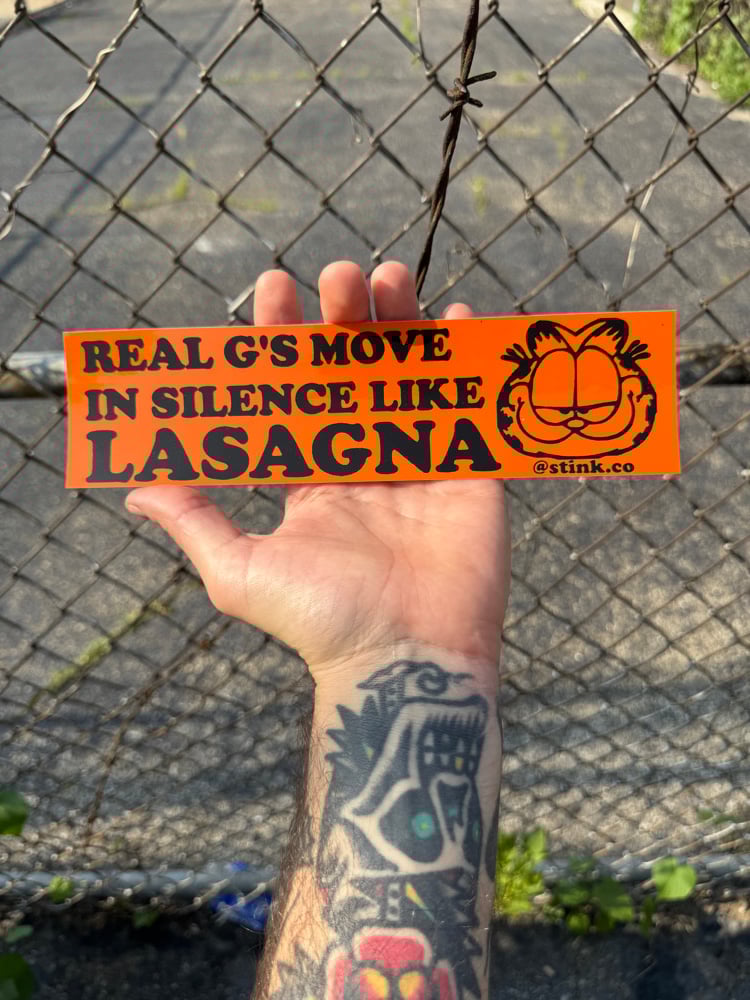 REAL G'S MOVE
IN SILENCE LIKE
LASAGNA
@stink.co